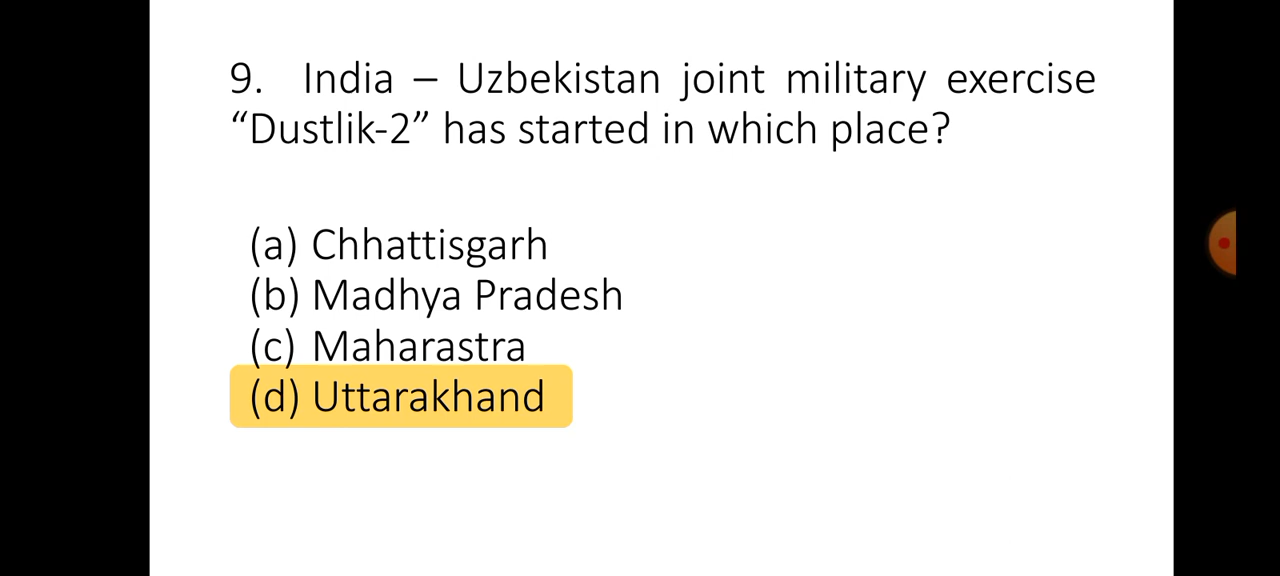 9. India – Uzbekistan joint military exercise
“Dustlik-2” has started in which place?
(a) Chhattisgarh
(b) Madhya Pradesh
(c) Maharastra
(d) Uttarakhand